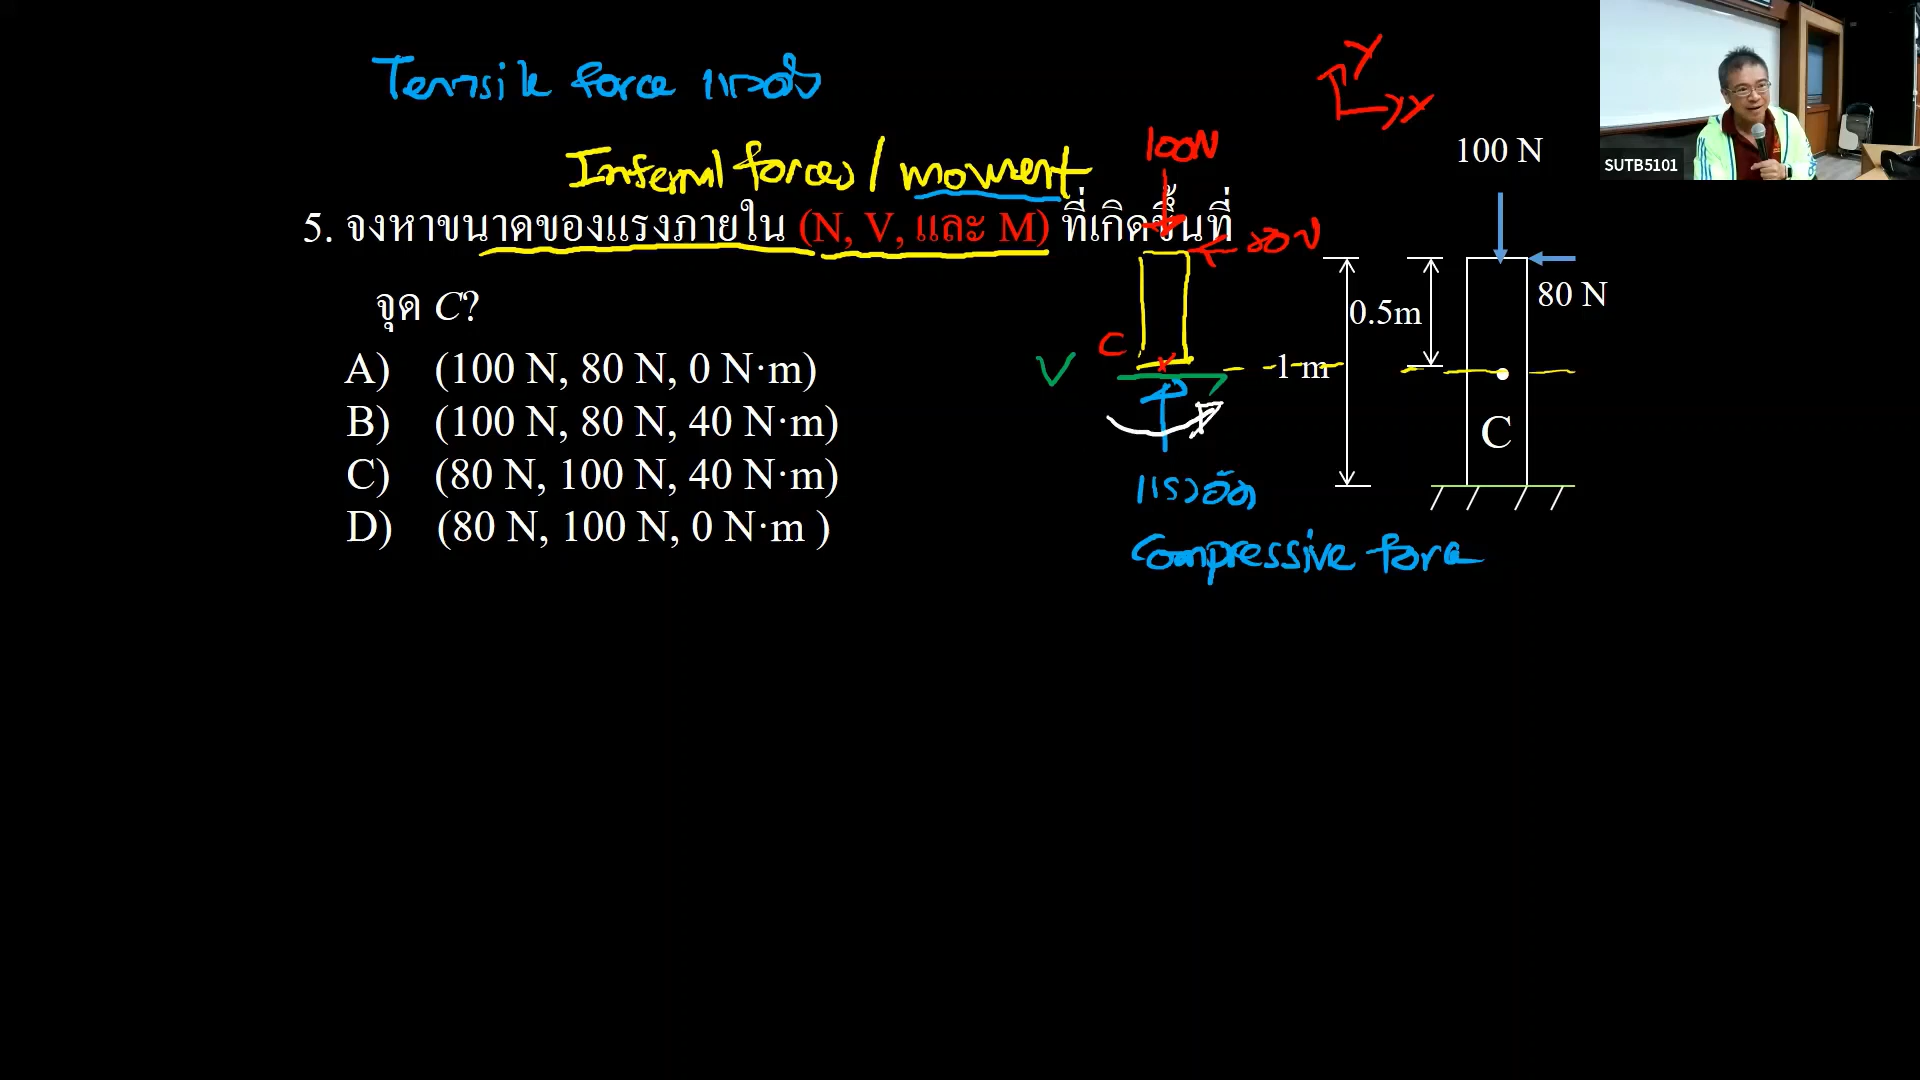 Tensile force แรงดึง
Internal forces / moment
5. จงหาขนาดของแรงภายใน (N, V, และ M) ที่เกิดขึ้นที่
จุด C?
A) (100 N, 80 N, 0 N·m)
B) (100 N, 80 N, 40 N·m)
C) (80 N, 100 N, 40 N·m)
D) (80 N, 100 N, 0 N·m )
100N
C
V
แรงอัด
Compressive force
Y
100 N
80 N
0.5m
1 m
C
SUTB5101